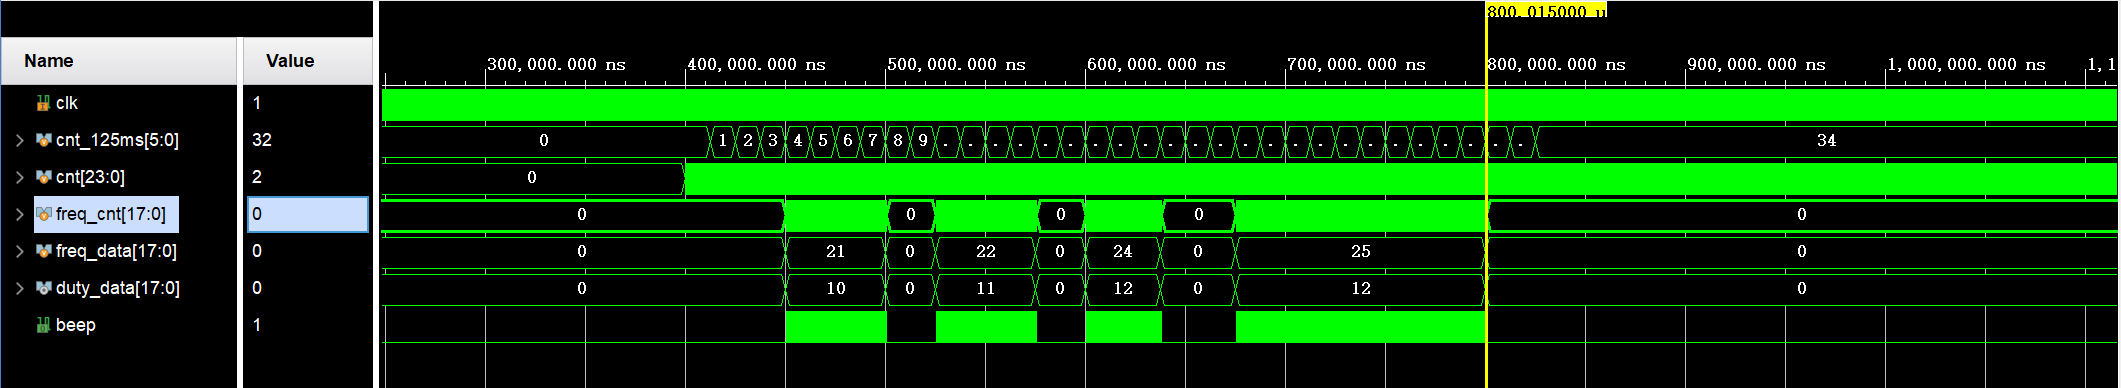 800.015000 u
Name Value
300,000.000 ns 400,000.000 ns 500,000.000 ns 600,000.000 ns 700,000.000 ns 800,000.000 ns 900,000.000 ns 1,000,000.000 ns 1,1
clk 1
cnt_125ms[5:0] 32 0 1 2 3 4 5 6 7 8 9 . . . . . . . . . . . . . . . . . . . . . . . . 34
cnt[23:0] 2 0
freq_cnt[17:0] 0 0 0 0 0 0
freq_data[17:0] 0 0 21 0 22 0 24 0 25 0
duty_data[17:0] 0 0 10 0 11 0 12 0 12 0
beep 1